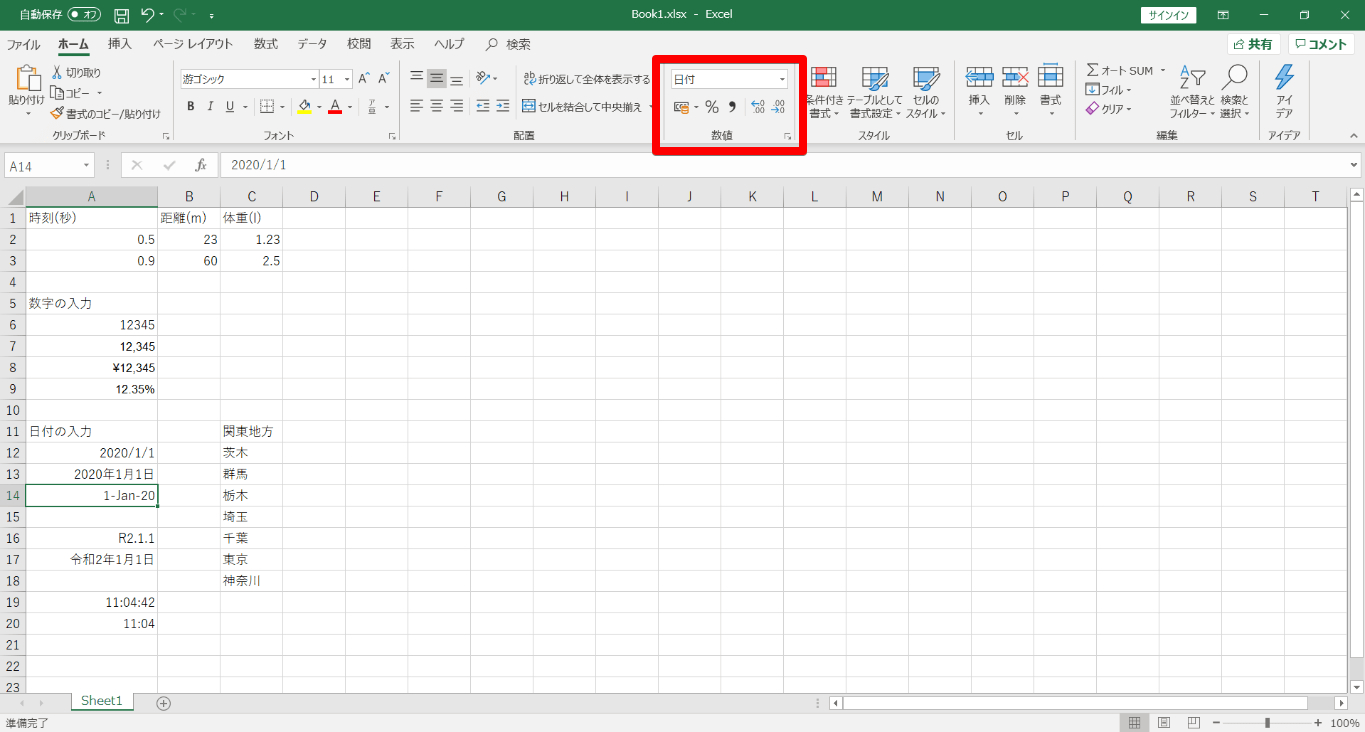 自動保存 オフ Book1.xlsx - Excel サインイン
ファイル ホーム 挿入 ページ レイアウト 数式 データ 校閲 表示 ヘルプ 検索 共有 コメント
貼り付け 切り取り コピー 書式のコピー/貼り付け クリップボード
游ゴシック 11 A A B I U A 亜 フォント
ab 折り返して全体を表示する セルを結合して中央揃え 配置
日付 % 数値
条件付き書式 テーブルとして書式設定 セルのスタイル スタイル
挿入 削除 書式 セル
オート SUM フィル クリア 並べ替えとフィルター 検索と選択 編集
アイデア アイデア
A14 fx 2020/1/1
A B C D E F G H I J K L M N O P Q R S T
1 時刻(秒) 距離(m) 体重(l)
2 0.5 23 1.23
3 0.9 60 2.5
4
5 数字の入力
6 12345
7 12,345
8 ¥12,345
9 12.35%
10
11 日付の入力 関東地方
12 2020/1/1 茨木
13 2020年1月1日 群馬
14 1-Jan-20 栃木
15 埼玉
16 R2.1.1 千葉
17 令和2年1月1日 東京
18 神奈川
19 11:04:42
20 11:04
21
22
23
Sheet1
準備完了 100%